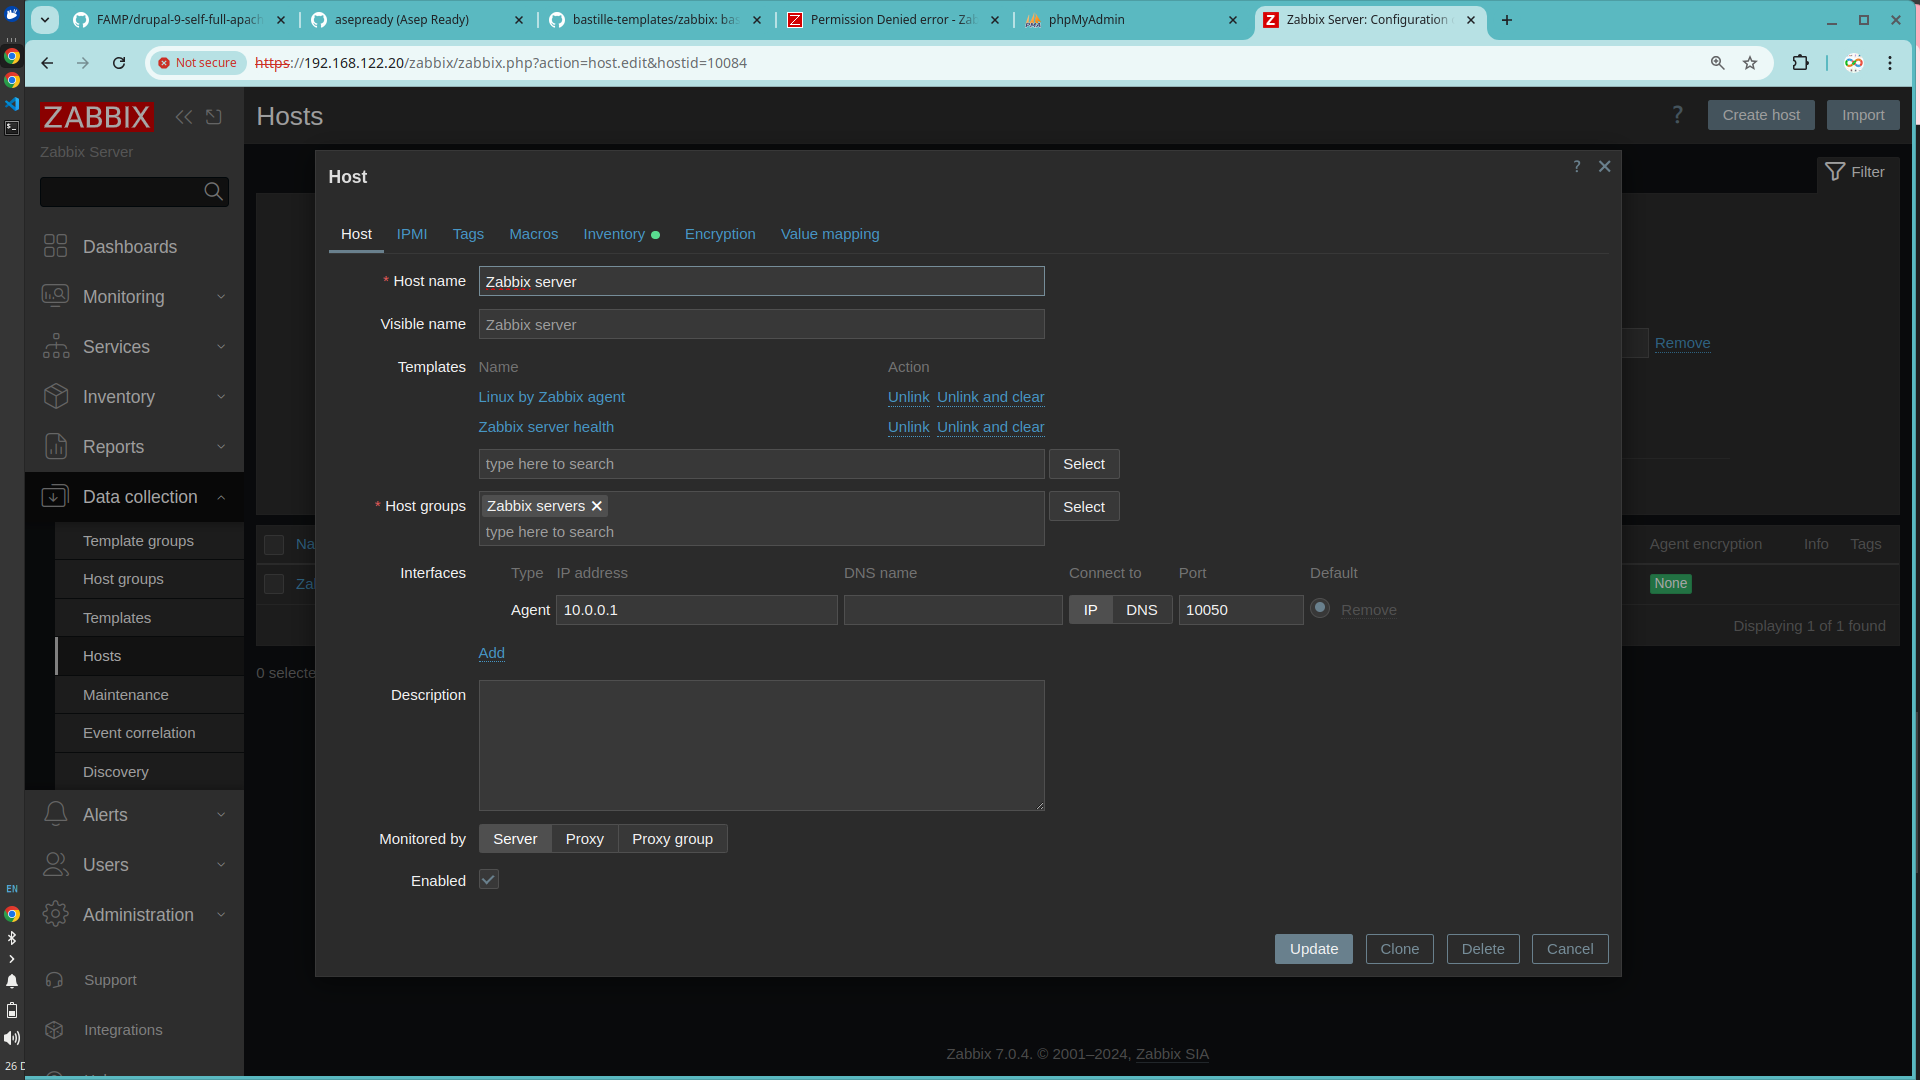 FAMP/drupal-9-self-full-apach
asepready (Asep Ready)
bastille-templates/zabbix: bas
Permission Denied error - Zab
phpMyAdmin
Zabbix Server: Configuration
Not secure
https://192.168.122.20/zabbix/zabbix.php?action=host.edit&hostid=10084
ZABBIX
Zabbix Server
Dashboards
Monitoring
Services
Inventory
Reports
Data collection
Template groups
Host groups
Templates
Hosts
Maintenance
Event correlation
Discovery
Alerts
Users
Administration
Support
Integrations
EN
26 D
Hosts
? Create host Import
Filter
Remove
Host
?
Host IPMI Tags Macros Inventory Encryption Value mapping
* Host name Zabbix server
Visible name Zabbix server
Templates Name Action
Linux by Zabbix agent Unlink Unlink and clear
Zabbix server health Unlink Unlink and clear
type here to search Select
* Host groups Zabbix servers Select
type here to search
Interfaces Type IP address DNS name Connect to Port Default
Agent 10.0.0.1 IP DNS 10050 Remove
Add
Description
Monitored by Server Proxy Proxy group
Enabled
Update Clone Delete Cancel
Na
Agent encryption Info Tags
Zab
None
Displaying 1 of 1 found
0 selecte
Zabbix 7.0.4. © 2001–2024, Zabbix SIA